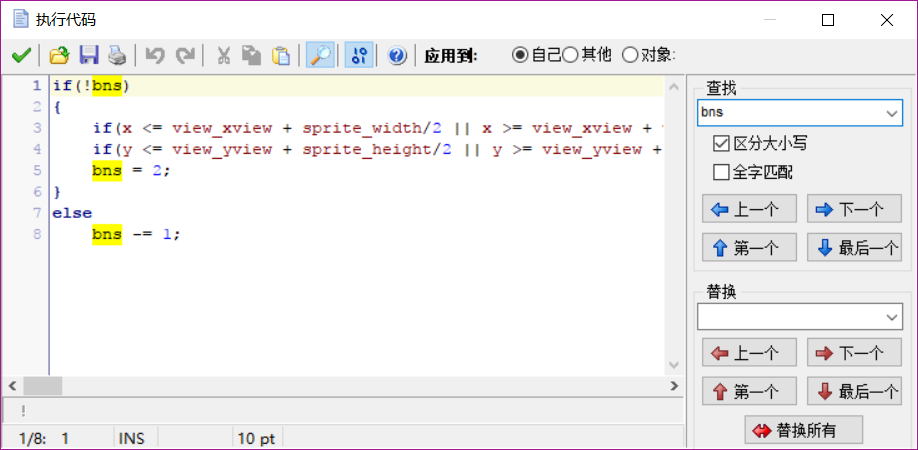 执行代码
应用到: 自己 其他 对象:
1 if(!bns)
2 {
3 if(x <= view_xview + sprite_width/2 || x >= view_xview +
4 if(y <= view_yview + sprite_height/2 || y >= view_yview +
5 bns = 2;
6 }
7 else
8 bns -= 1;
!
1/8: 1 INS 10 pt
查找
bns
区分大小写
全字匹配
上一个 下一个
第一个 最后一个
替换
上一个 下一个
第一个 最后一个
替换所有